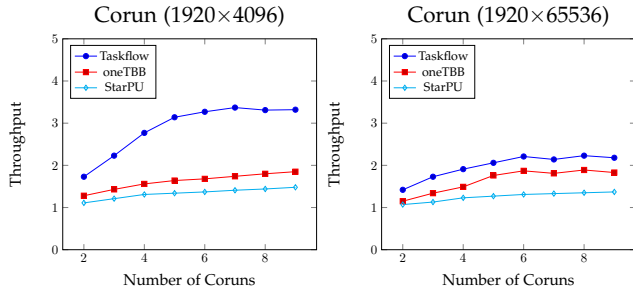 Corun (1920×4096)
5
4
3
2
1
0
2
4
6
8
Throughput
Number of Coruns
Taskflow
oneTBB
StarPU
Corun (1920×65536)
5
4
3
2
1
0
2
4
6
8
Throughput
Number of Coruns
Taskflow
oneTBB
StarPU